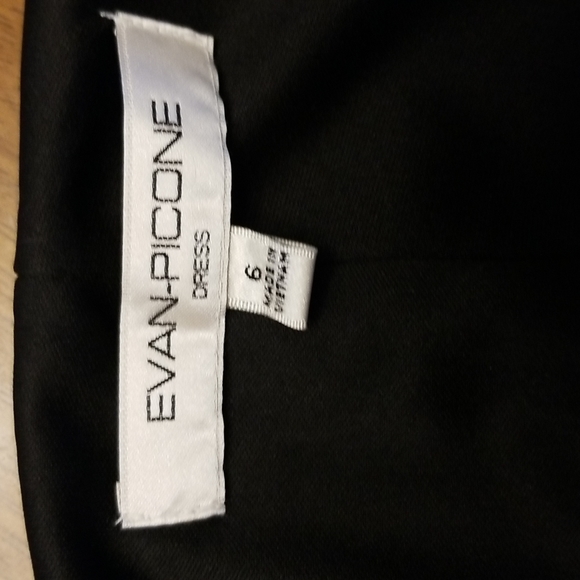 EVAN-PICONE
DRESS
6
MADE IN
VIETNAM